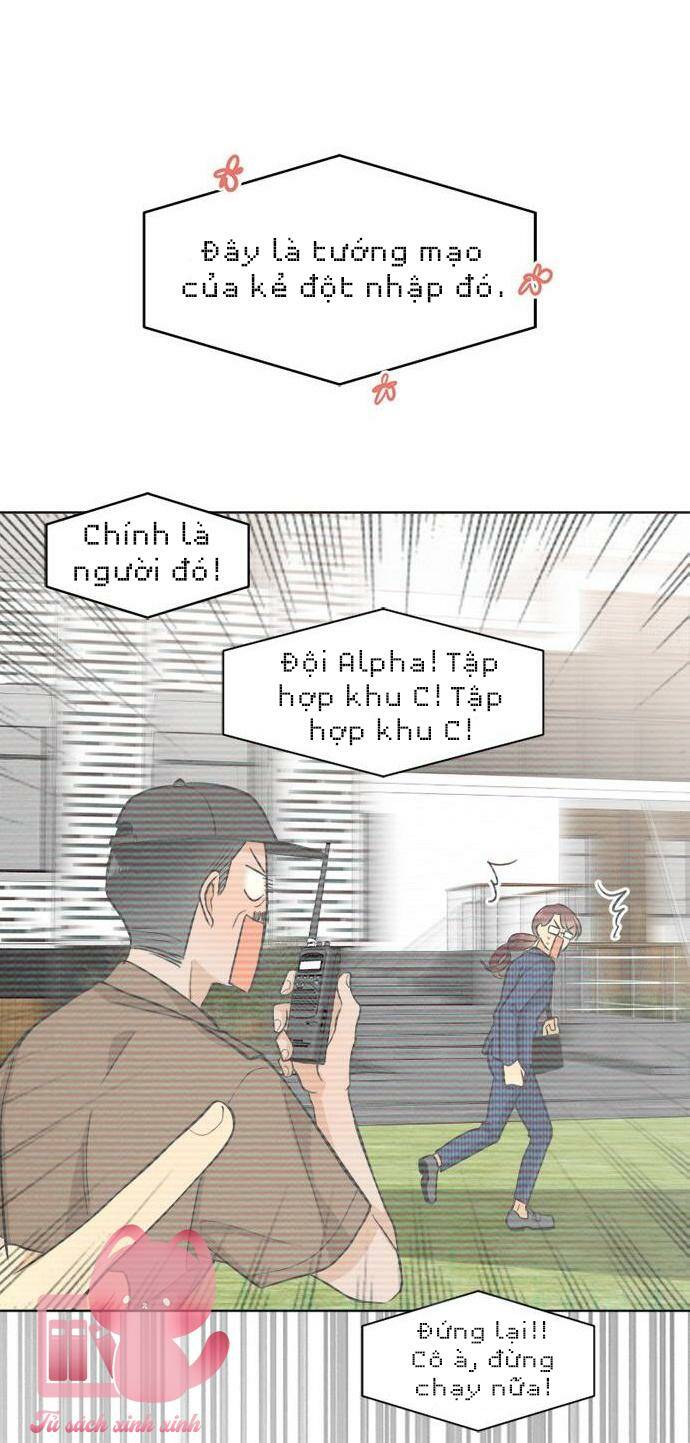 Đây là tướng mạo
của kẻ đột nhập đó.
Chính là
người đó!
Đội Alpha! Tập
hợp khu C! Tập
hợp khu C!
Đứng lại!!
Cô à, đừng
chạy nữa!
Tủ sách xinh xinh